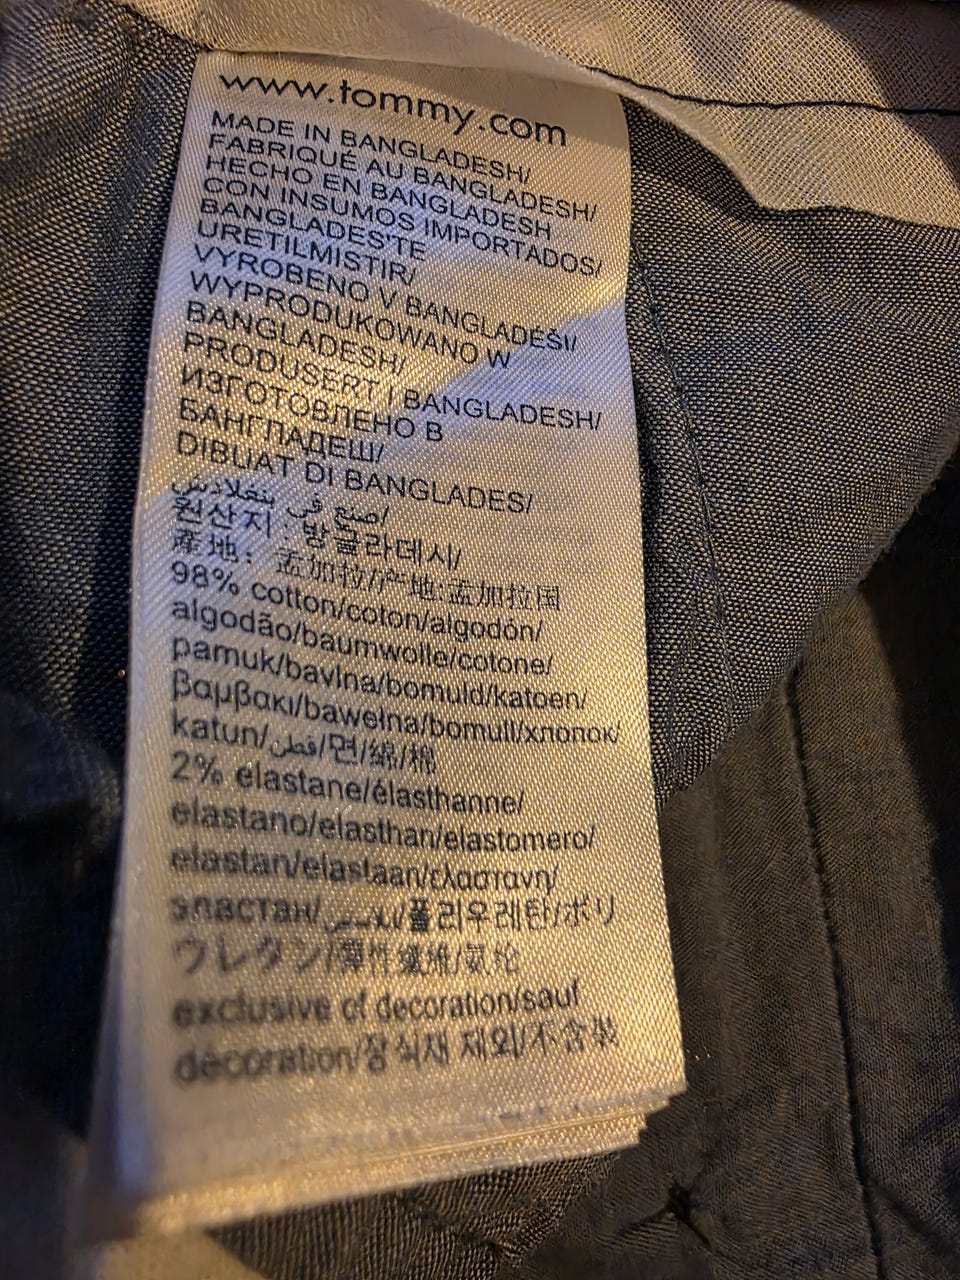 www.tommy.com
MADE IN BANGLADESH/
FABRIQUÉ AU BANGLADESH/
HECHO EN BANGLADESH
CON INSUMOS IMPORTADOS/
BANGLADEŞ'TE
URETILMISTIR/
VYROBENO V BANGLADÉŠI/
WYPRODUKOWANO W
BANGLADESH/
PRODUSERT I BANGLADESH/
ИЗГОТОВЛЕНО В
БАНГЛАДЕШ/
DIBUAT DI BANGLADES/
صنع في بنغلادش/
원산지 : 방글라데시/
産地: 孟加拉/产地:孟加拉国
98% cotton/coton/algodón/
algodão/baumwolle/cotone/
pamuk/bavlna/bomuld/katoen/
βαμβακι/bawełna/bomull/хлопок/
katun/قطن/면/綿/棉
2% elastane/élasthanne/
elastano/elasthan/elastomero/
elastan/elastaan/ελαστανη/
эластан/ايلاستين/폴리우레탄/ポリ
ウレタン/彈性纖維/氨纶
exclusive of decoration/sauf
décoration/장식재 제외/不含裝